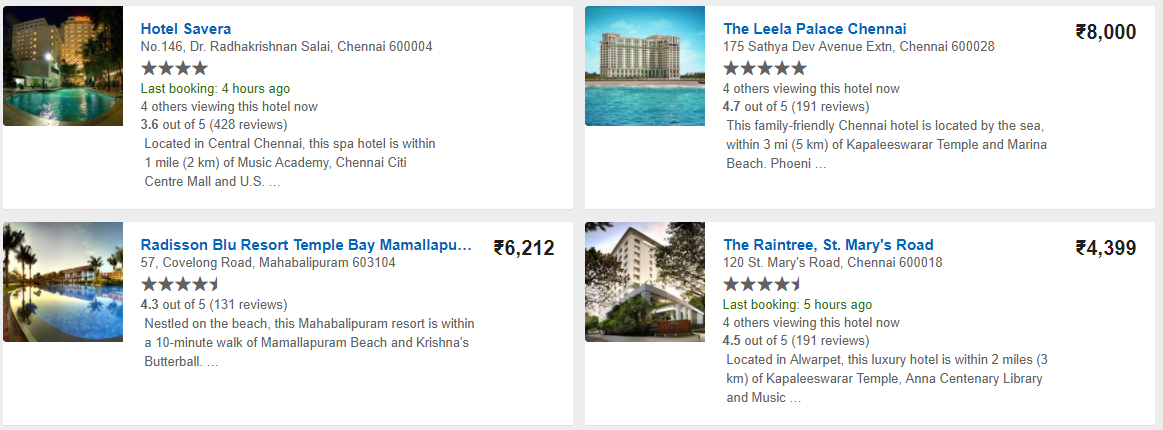 Hotel Savera
No.146, Dr. Radhakrishnan Salai, Chennai 600004
Last booking: 4 hours ago
4 others viewing this hotel now
3.6 out of 5 (428 reviews)
Located in Central Chennai, this spa hotel is within
1 mile (2 km) of Music Academy, Chennai Citi
Centre Mall and U.S. ...
The Leela Palace Chennai
₹8,000
175 Sathya Dev Avenue Extn, Chennai 600028
4 others viewing this hotel now
4.7 out of 5 (191 reviews)
This family-friendly Chennai hotel is located by the sea,
within 3 mi (5 km) of Kapaleeswarar Temple and Marina
Beach. Phoeni ...
Radisson Blu Resort Temple Bay Mamallapu...
₹6,212
57, Covelong Road, Mahabalipuram 603104
4.3 out of 5 (131 reviews)
Nestled on the beach, this Mahabalipuram resort is within
a 10-minute walk of Mamallapuram Beach and Krishna's
Butterball. ...
The Raintree, St. Mary's Road
₹4,399
120 St. Mary's Road, Chennai 600018
Last booking: 5 hours ago
4 others viewing this hotel now
4.5 out of 5 (191 reviews)
Located in Alwarpet, this luxury hotel is within 2 miles (3
km) of Kapaleeswarar Temple, Anna Centenary Library
and Music ...